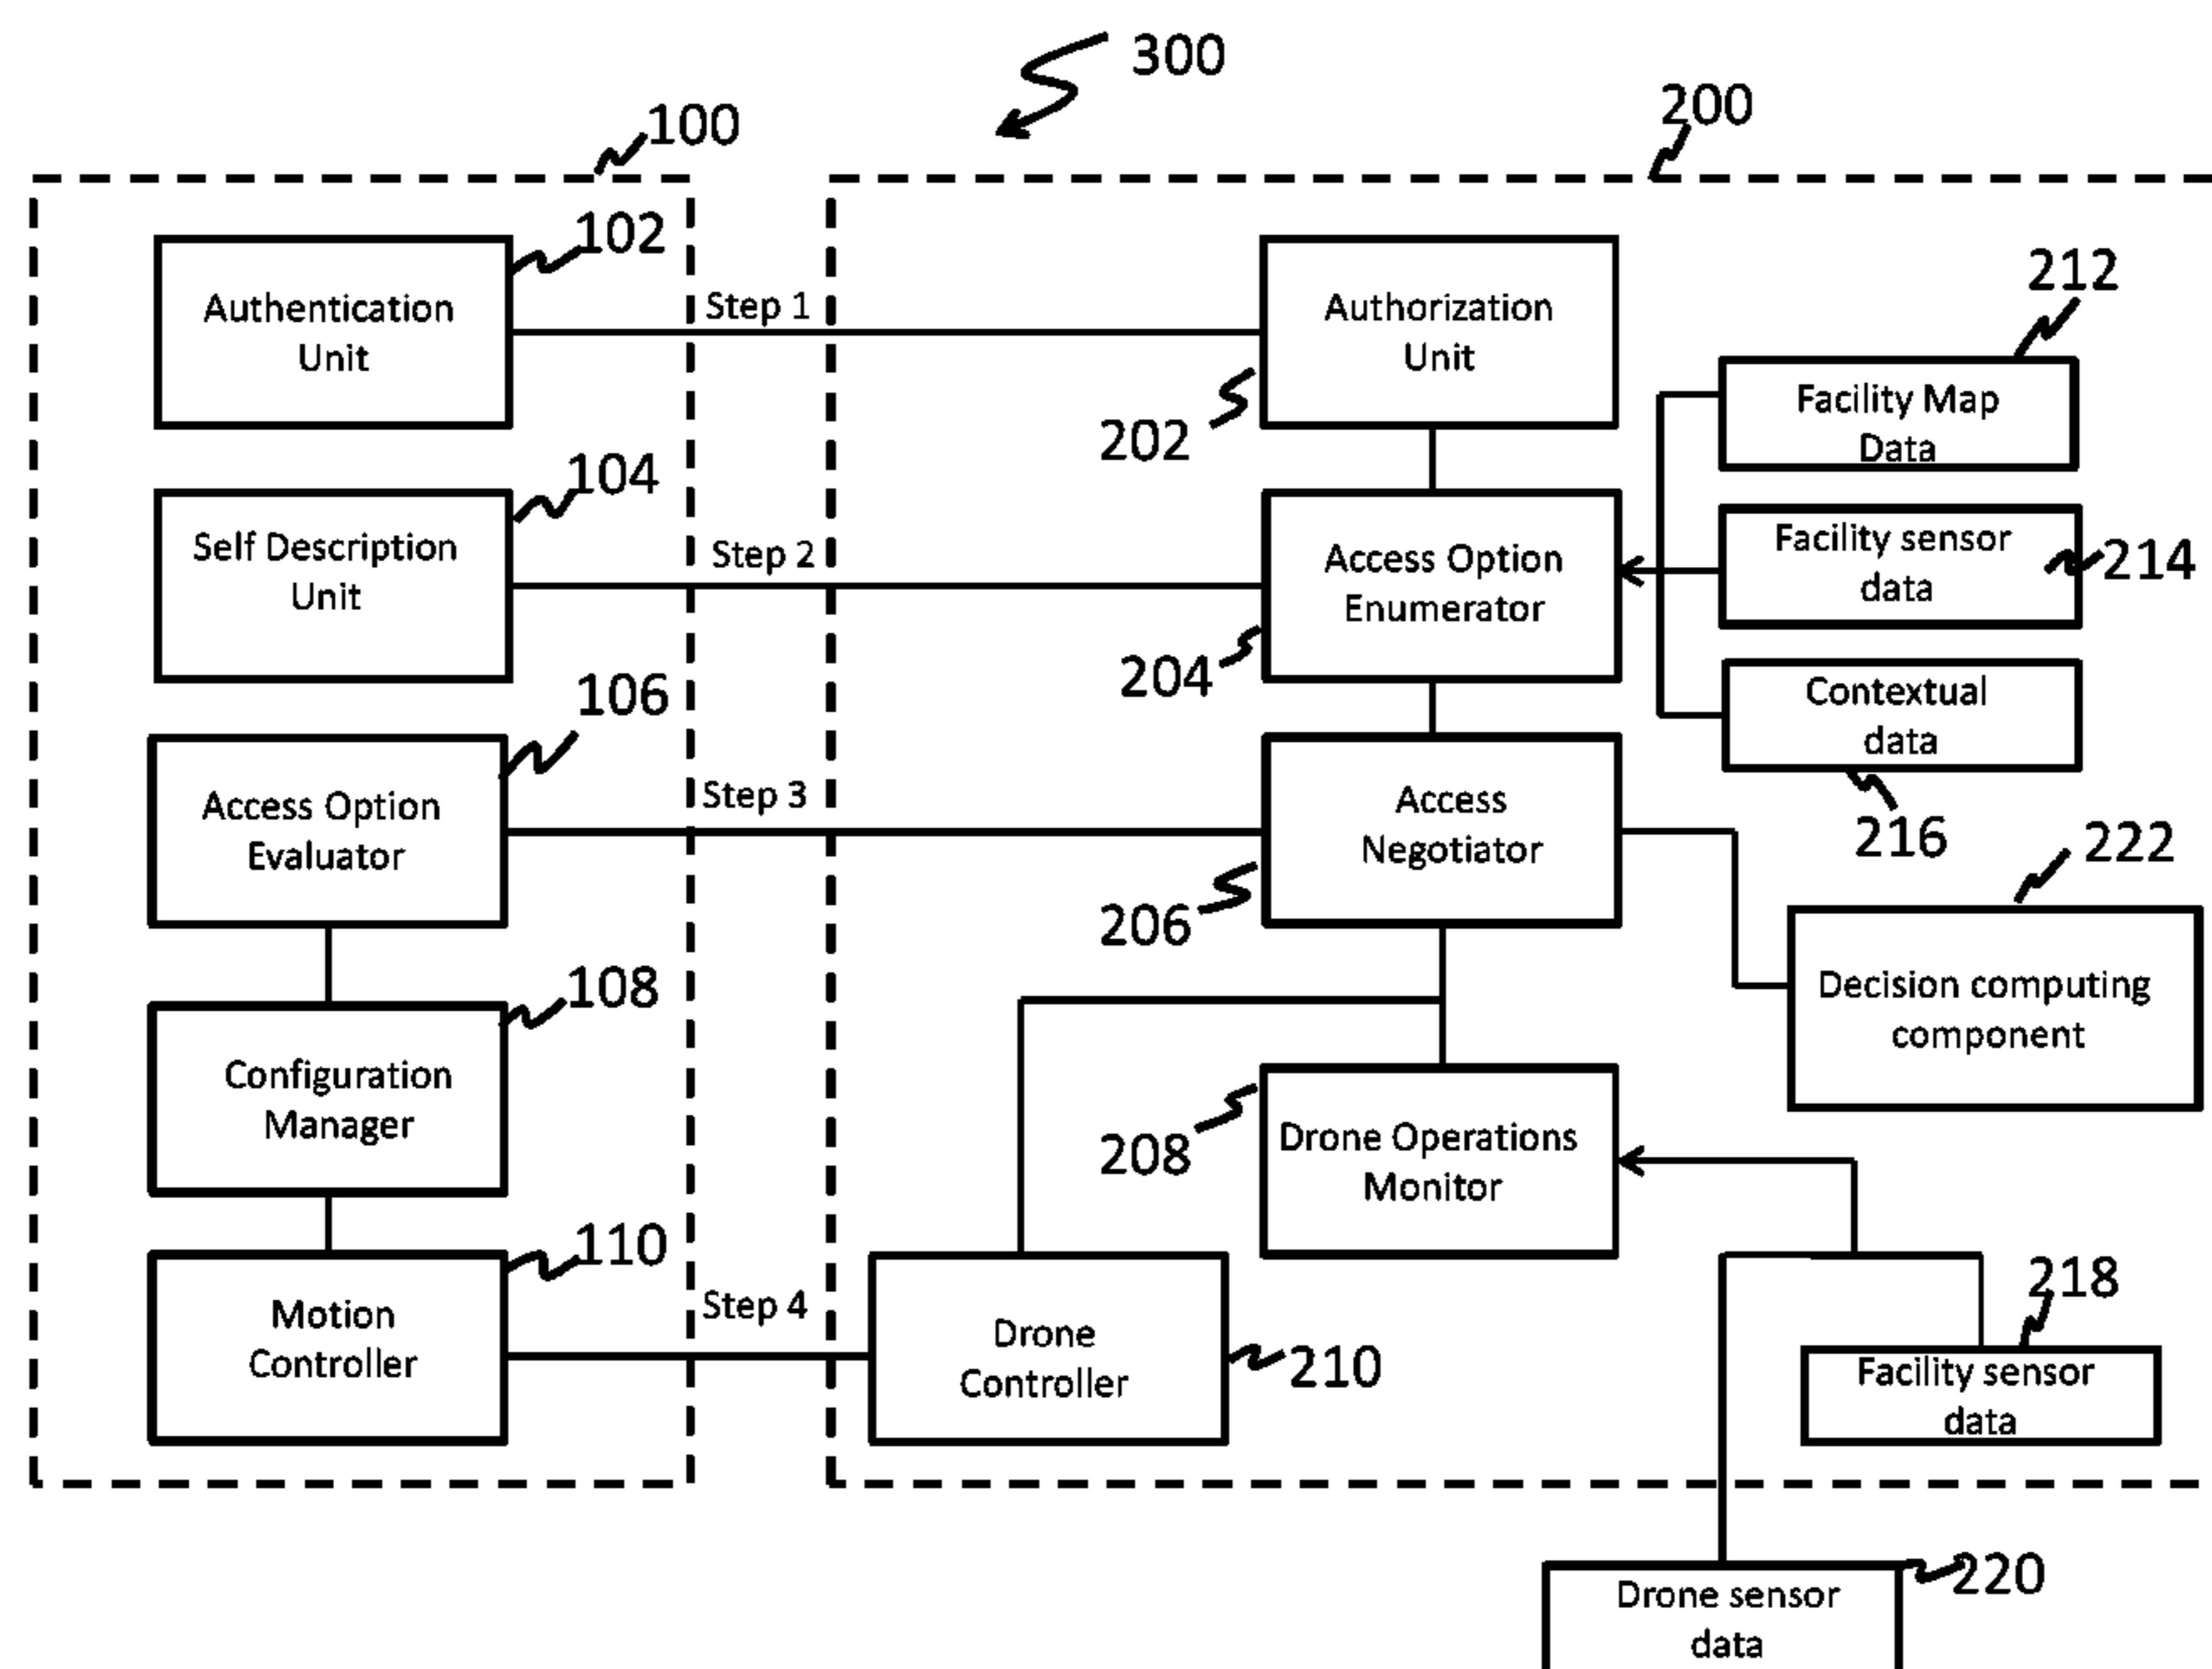 300
100
200
102
Authentication
Unit
Step 1
Authorization
Unit
202
212
Facility Map
Data
104
Self Description
Unit
Step 2
Access Option
Enumerator
204
Facility sensor
data
214
Contextual
data
216
106
Access Option
Evaluator
Step 3
Access
Negotiator
206
222
Decision computing
component
108
Configuration
Manager
208
Drone Operations
Monitor
110
Motion
Controller
Step 4
Drone
Controller
210
218
Facility sensor
data
220
Drone sensor
data